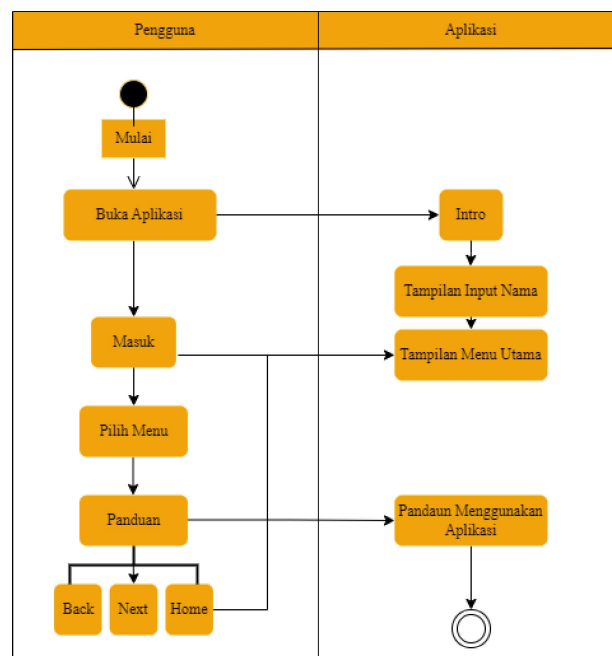 Pengguna
Aplikasi
Mulai
Buka Aplikasi
Intro
Tampilan Input Nama
Masuk
Tampilan Menu Utama
Pilih Menu
Panduan
Pandaun Menggunakan
Aplikasi
Back
Next
Home